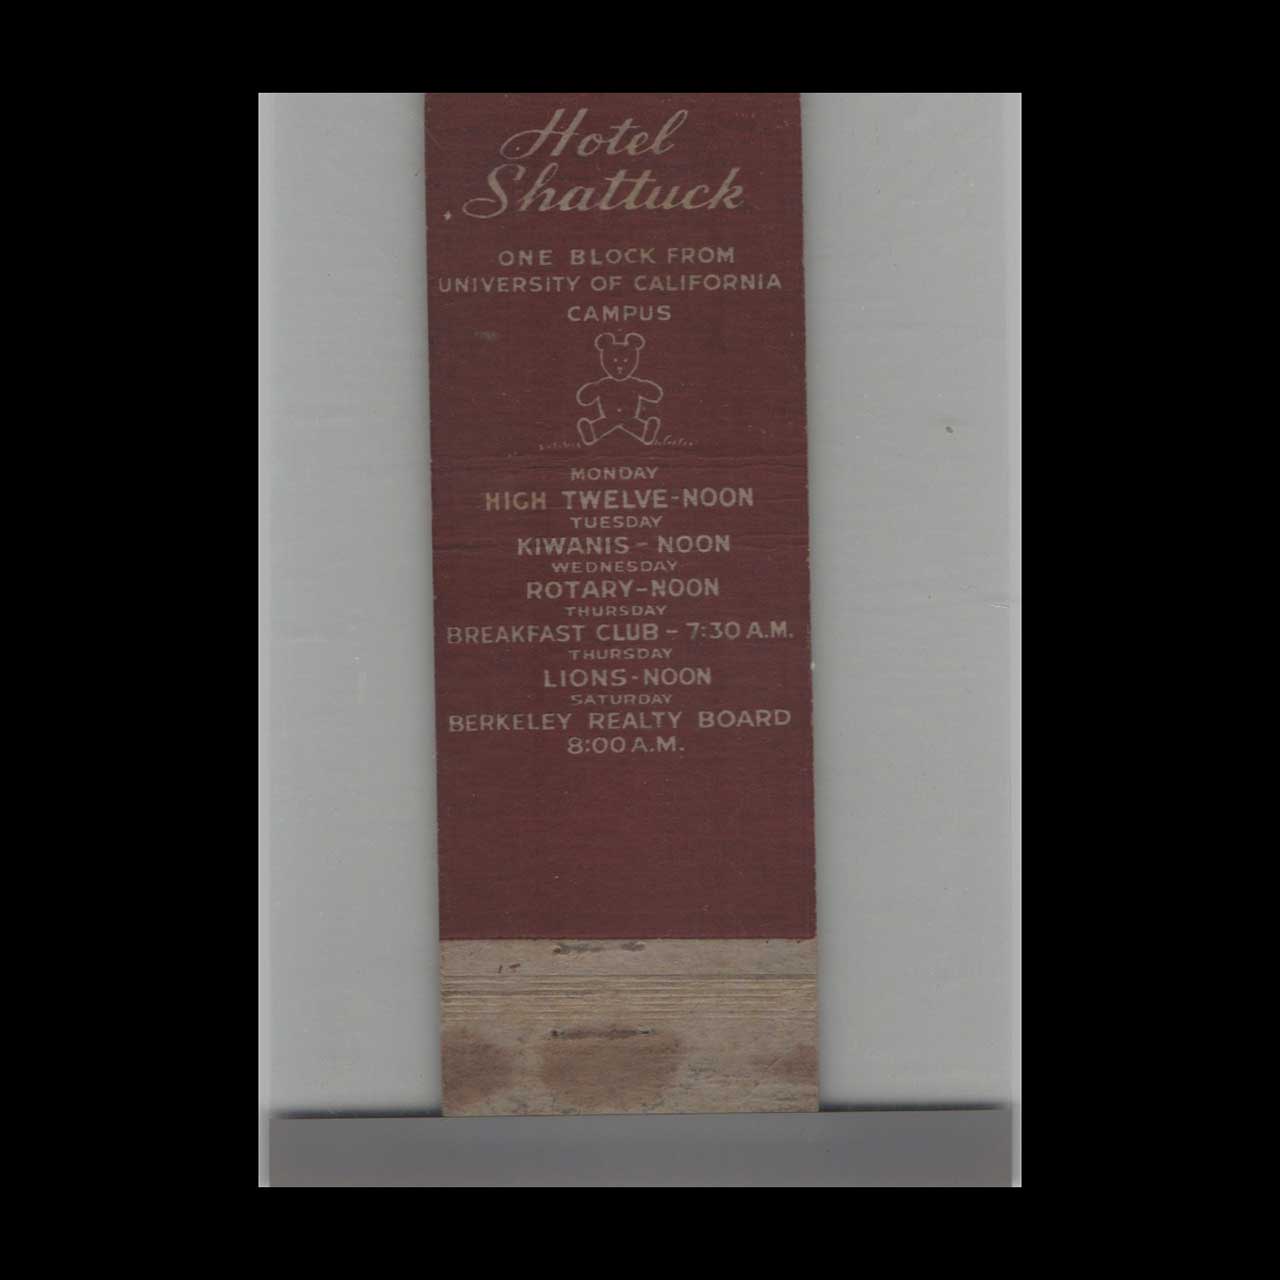 Hotel
Shattuck
ONE BLOCK FROM
UNIVERSITY OF CALIFORNIA
CAMPUS
MONDAY
HIGH TWELVE-NOON
TUESDAY
KIWANIS - NOON
WEDNESDAY
ROTARY-NOON
THURSDAY
BREAKFAST CLUB - 7:30 A.M.
THURSDAY
LIONS-NOON
SATURDAY
BERKELEY REALTY BOARD
8:00 A.M.